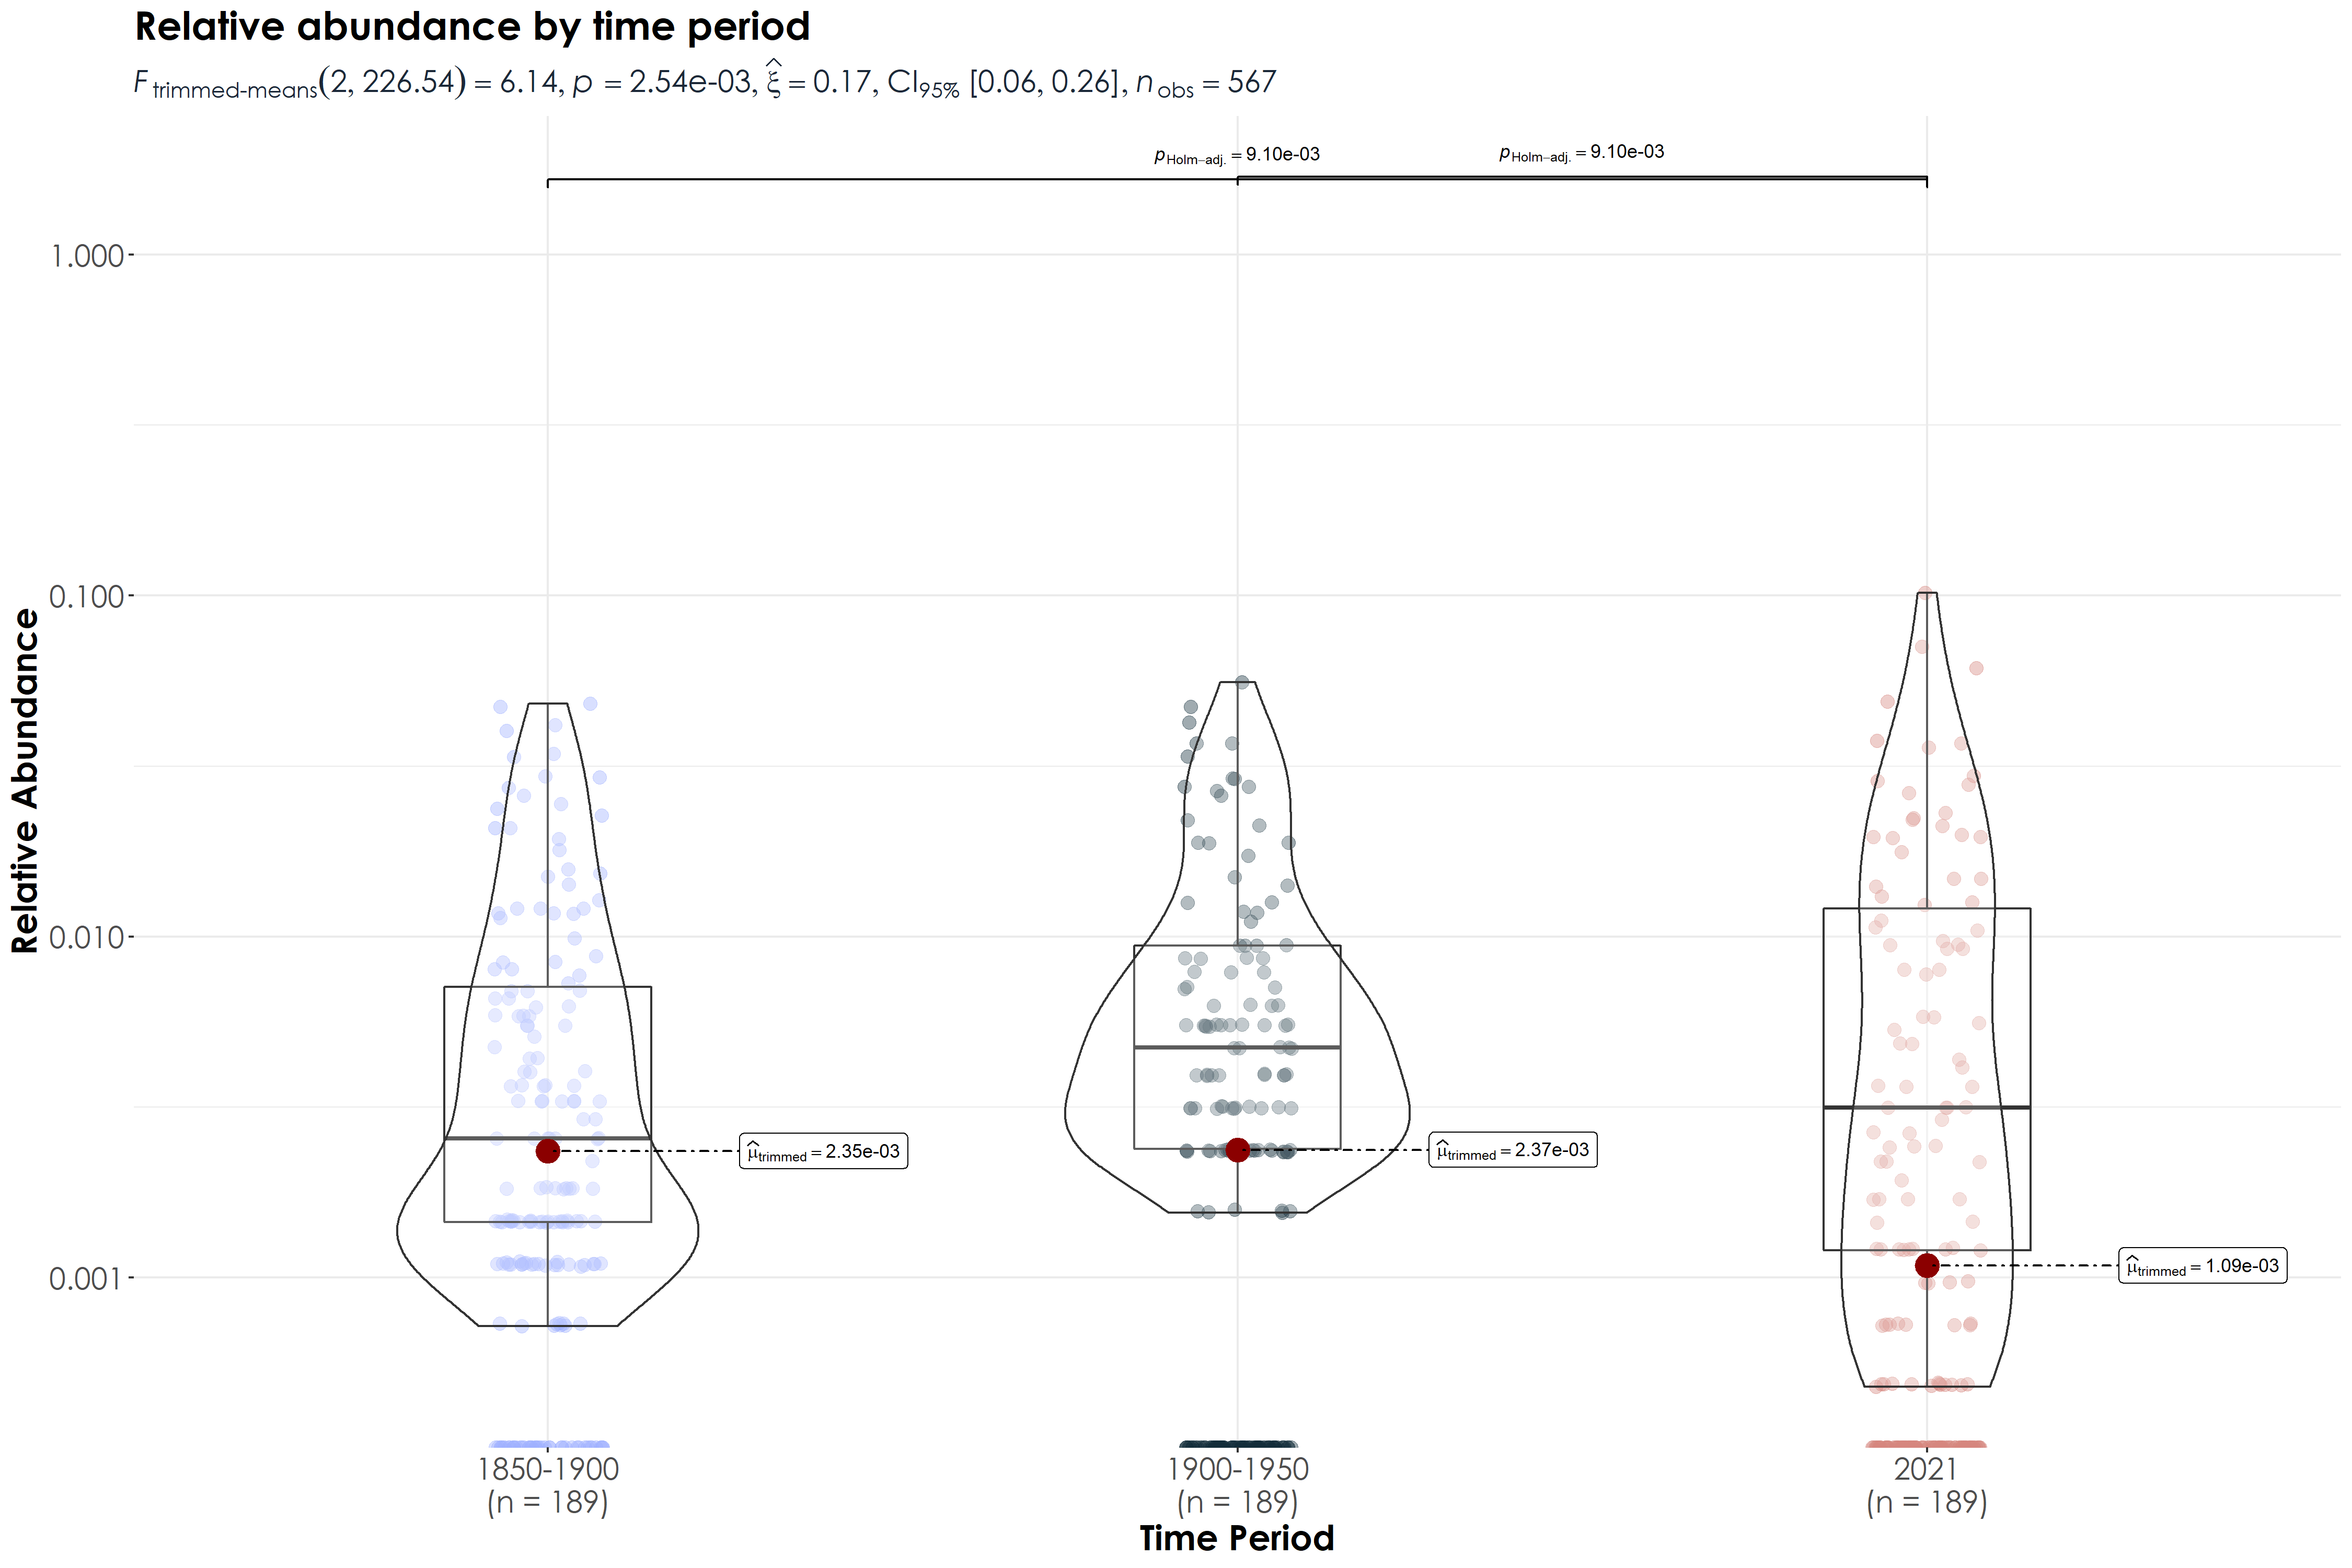 Relative abundance by time period
F trimmed-means(2, 226.54) = 6.14, p = 2.54e-03, ξ̂ = 0.17, CI95% [0.06, 0.26], nobs = 567
pHolm−adj. = 9.10e-03
pHolm−adj. = 9.10e-03
1.000
0.100
0.010
0.001
Relative Abundance
μ̂trimmed = 2.35e-03
μ̂trimmed = 2.37e-03
μ̂trimmed = 1.09e-03
1850-1900
(n = 189)
1900-1950
(n = 189)
2021
(n = 189)
Time Period